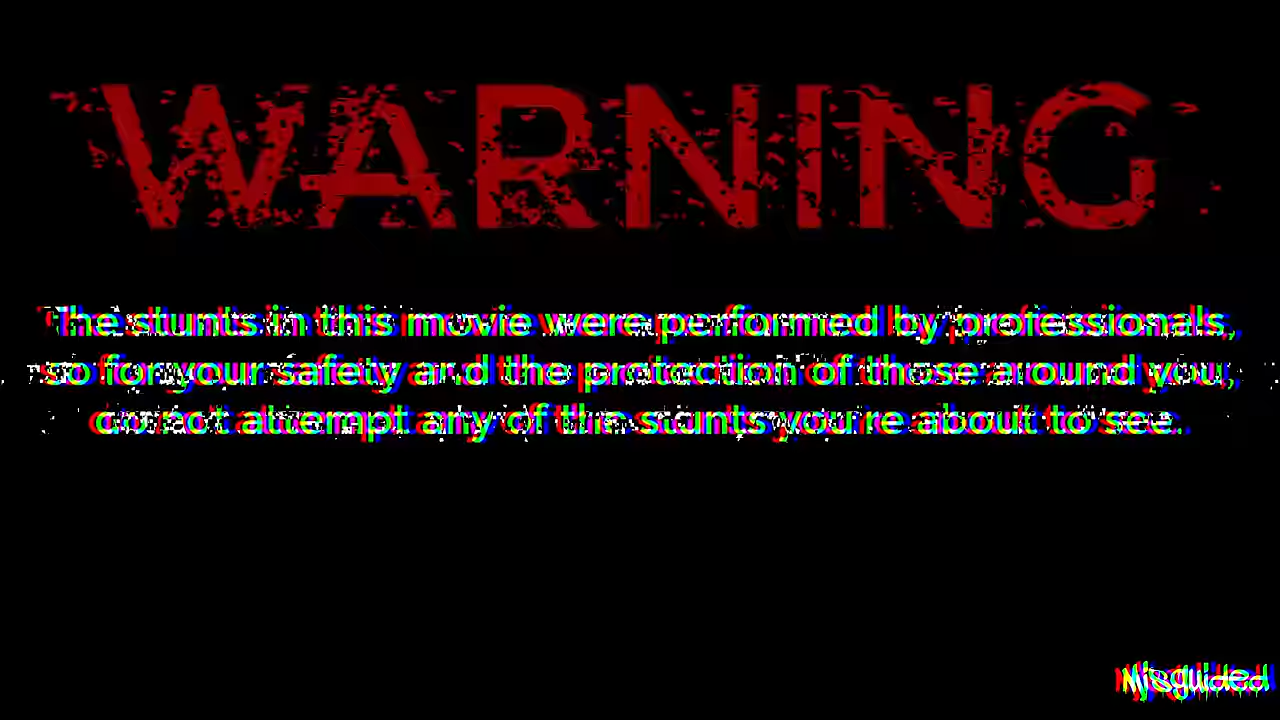 WARNING
The stunts in this movie were performed by professionals,
so for your safety and the protection of those around you,
do not attempt any of the stunts you're about to see.
Misguided